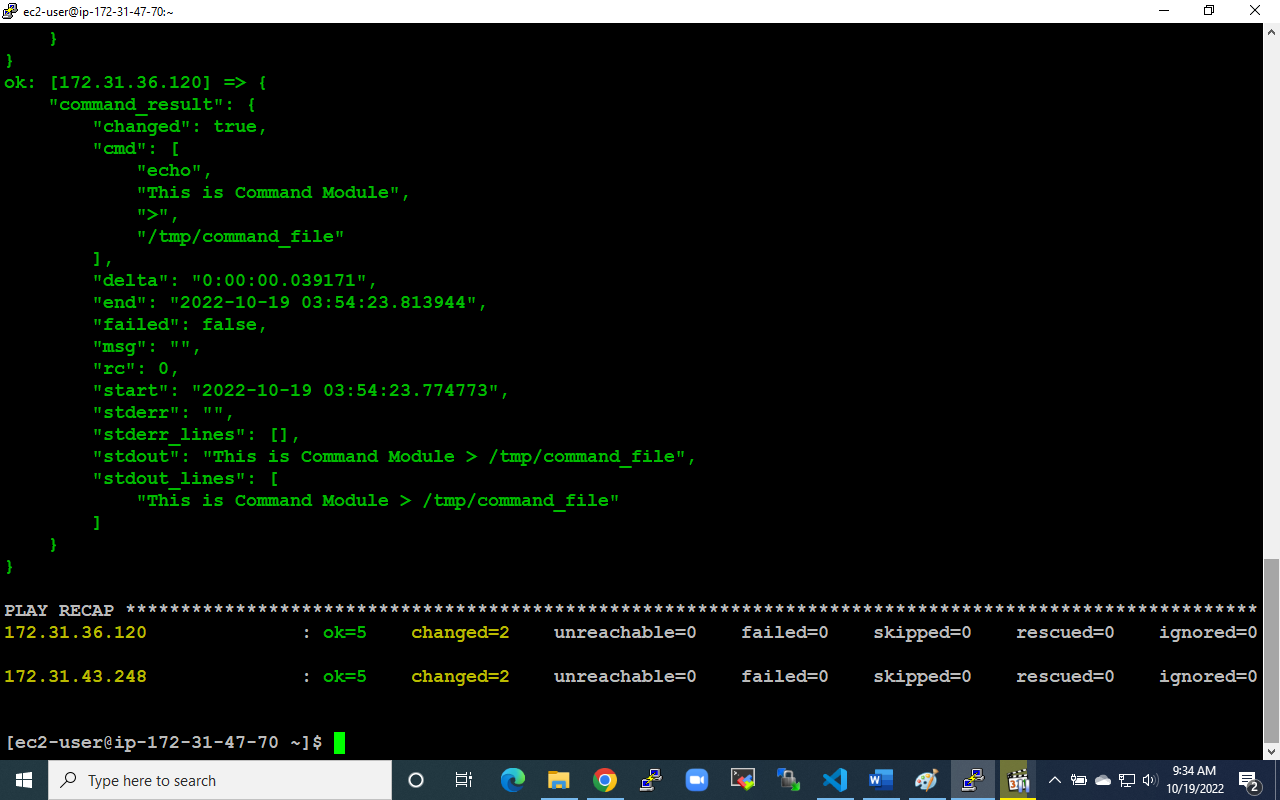 ec2-user@ip-172-31-47-70:~
    }
}
ok: [172.31.36.120] => {
    "command_result": {
        "changed": true,
        "cmd": [
            "echo",
            "This is Command Module",
            ">",
            "/tmp/command_file"
        ],
        "delta": "0:00:00.039171",
        "end": "2022-10-19 03:54:23.813944",
        "failed": false,
        "msg": "",
        "rc": 0,
        "start": "2022-10-19 03:54:23.774773",
        "stderr": "",
        "stderr_lines": [],
        "stdout": "This is Command Module > /tmp/command_file",
        "stdout_lines": [
            "This is Command Module > /tmp/command_file"
        ]
    }
}
PLAY RECAP *******************************************************************************************************
172.31.36.120              : ok=5    changed=2    unreachable=0    failed=0    skipped=0    rescued=0    ignored=0
172.31.43.248              : ok=5    changed=2    unreachable=0    failed=0    skipped=0    rescued=0    ignored=0
[ec2-user@ip-172-31-47-70 ~]$
Type here to search
9:34 AM
10/19/2022
2